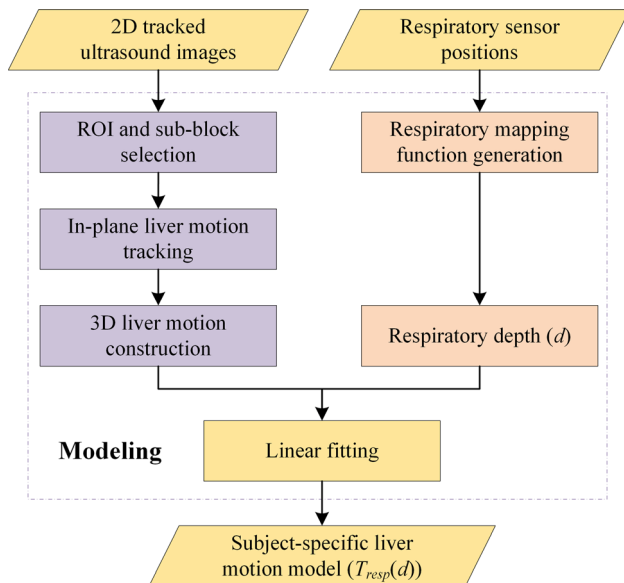 2D tracked
ultrasound images
Respiratory sensor
positions
ROI and sub-block
selection
Respiratory mapping
function generation
In-plane liver motion
tracking
3D liver motion
construction
Respiratory depth (d)
Modeling
Linear fitting
Subject-specific liver
motion model (Tresp(d))